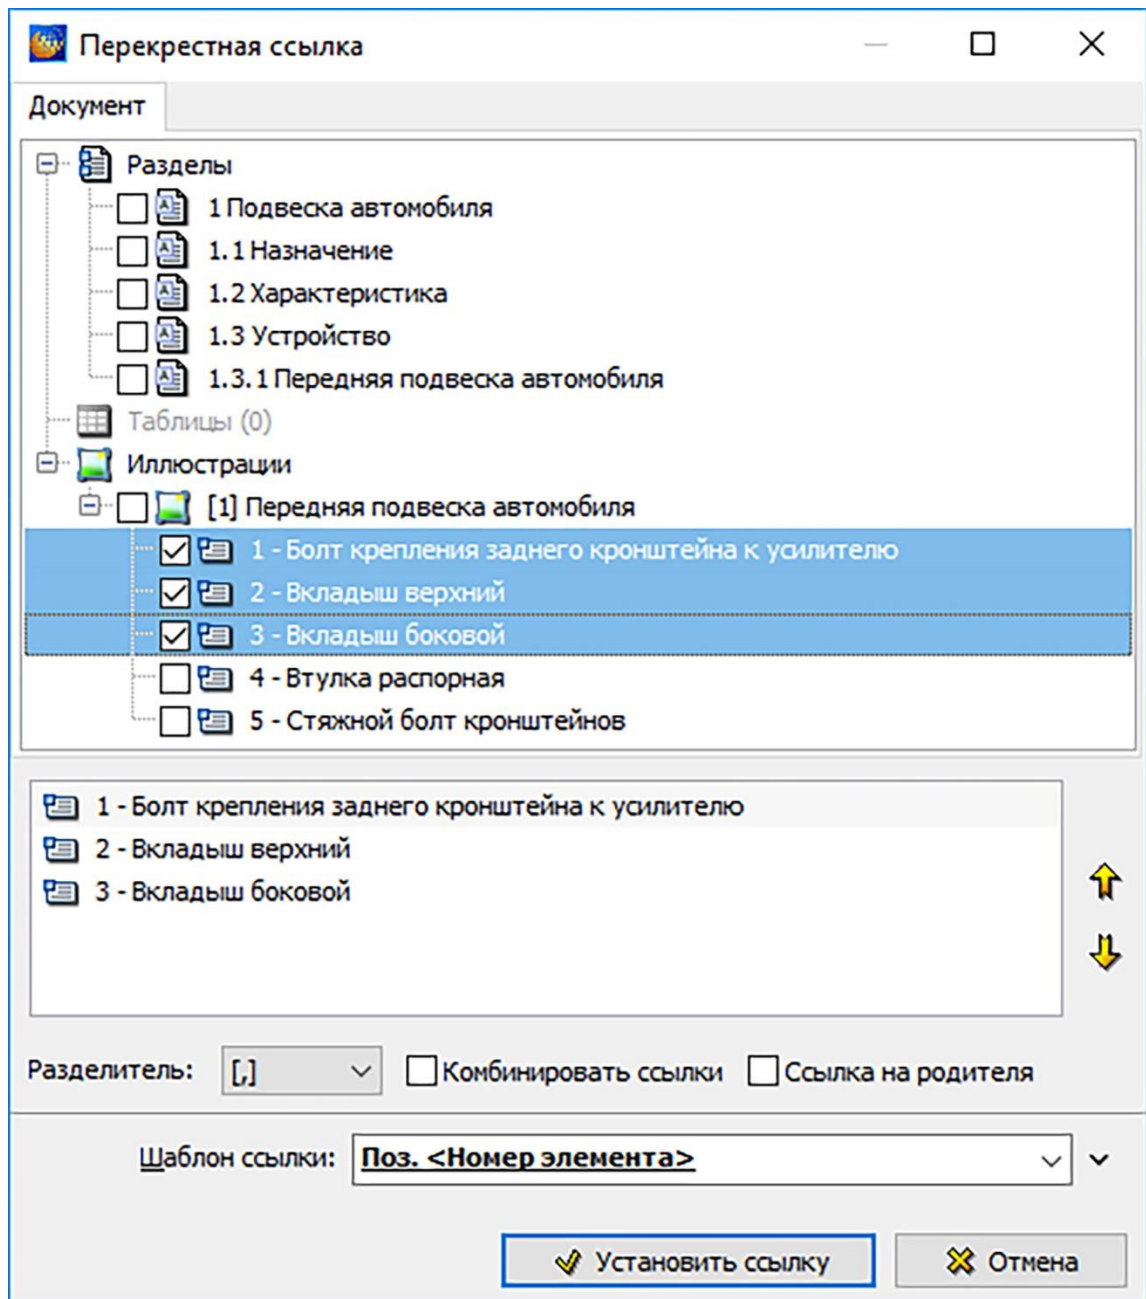 Перекрестная ссылка
Документ
Разделы
1 Подвеска автомобиля
1.1 Назначение
1.2 Характеристика
1.3 Устройство
1.3.1 Передняя подвеска автомобиля
Таблицы (0)
Иллюстрации
[1] Передняя подвеска автомобиля
1 - Болт крепления заднего кронштейна к усилителю
2 - Вкладыш верхний
3 - Вкладыш боковой
4 - Втулка распорная
5 - Стяжной болт кронштейнов
1 - Болт крепления заднего кронштейна к усилителю
2 - Вкладыш верхний
3 - Вкладыш боковой
Разделитель: [,] Комбинировать ссылки Ссылка на родителя
Шаблон ссылки: Поз. <Номер элемента>
Установить ссылку Отмена